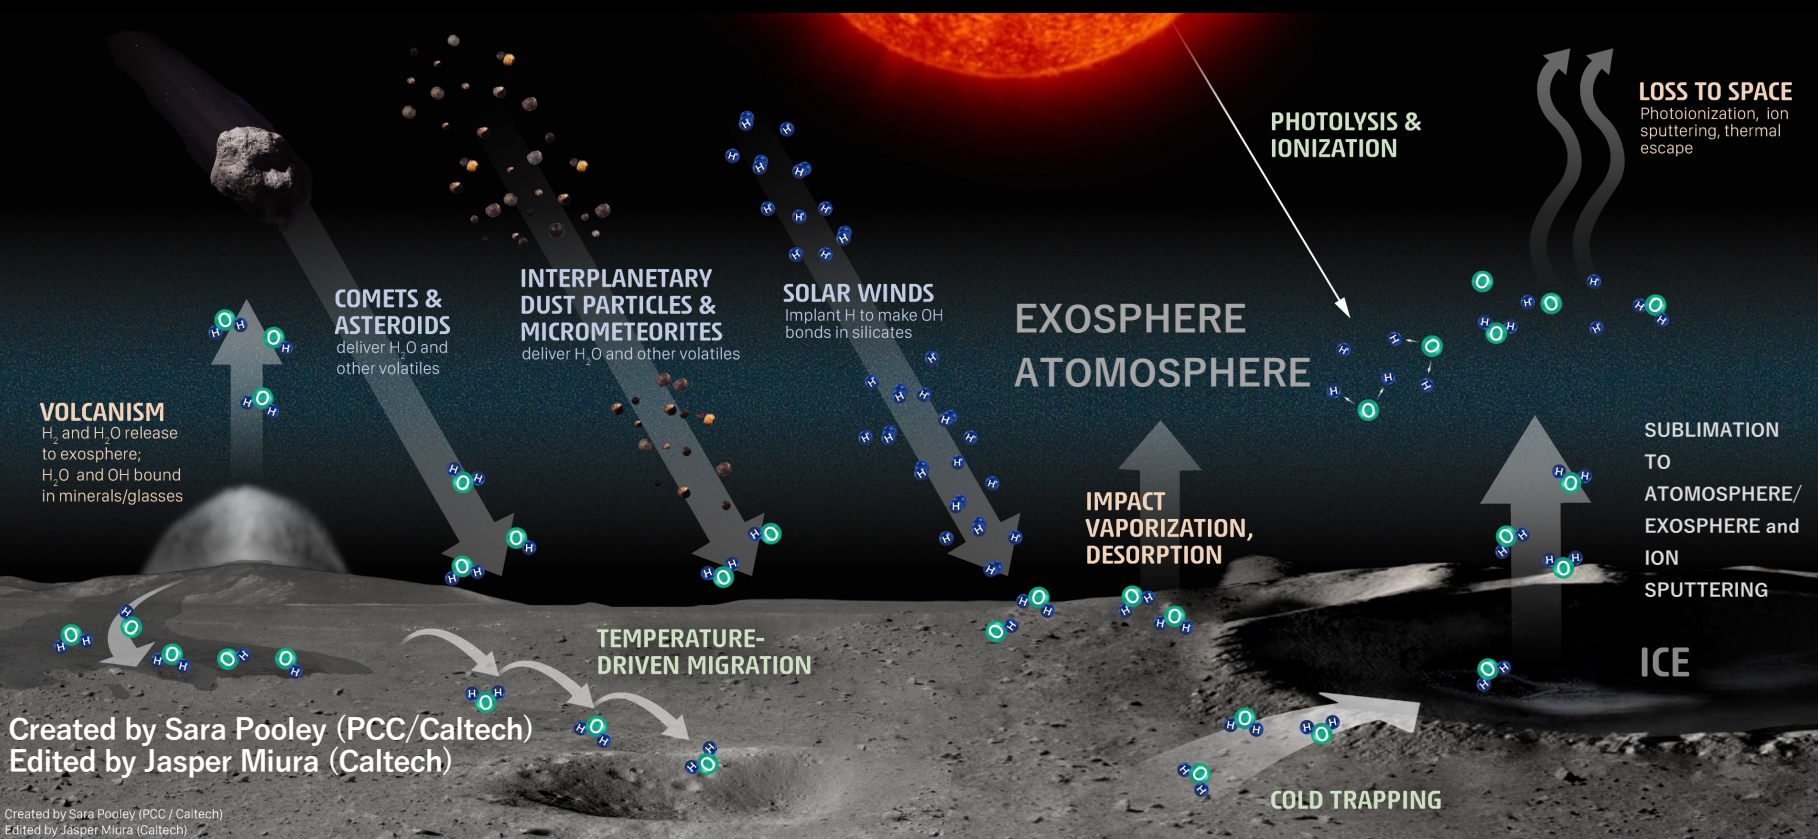 PHOTOLYSIS &
IONIZATION
LOSS TO SPACE
Photoionization, ion
sputtering, thermal
escape
COMETS &
ASTEROIDS
deliver H₂O and
other volatiles
INTERPLANETARY
DUST PARTICLES &
MICROMETEORITES
deliver H₂O and other volatiles
SOLAR WINDS
Implant H to make OH
bonds in silicates
EXOSPHERE
ATOMOSPHERE
VOLCANISM
H₂ and H₂O release
to exosphere;
H₂O and OH bound
in minerals/glasses
IMPACT
VAPORIZATION,
DESORPTION
SUBLIMATION
TO
ATOMOSPHERE/
EXOSPHERE and
ION
SPUTTERING
TEMPERATURE-
DRIVEN MIGRATION
ICE
COLD TRAPPING
Created by Sara Pooley (PCC/Caltech)
Edited by Jasper Miura (Caltech)
Created by Sara Pooley (PCC / Caltech)
Edited by Jasper Miura (Caltech)